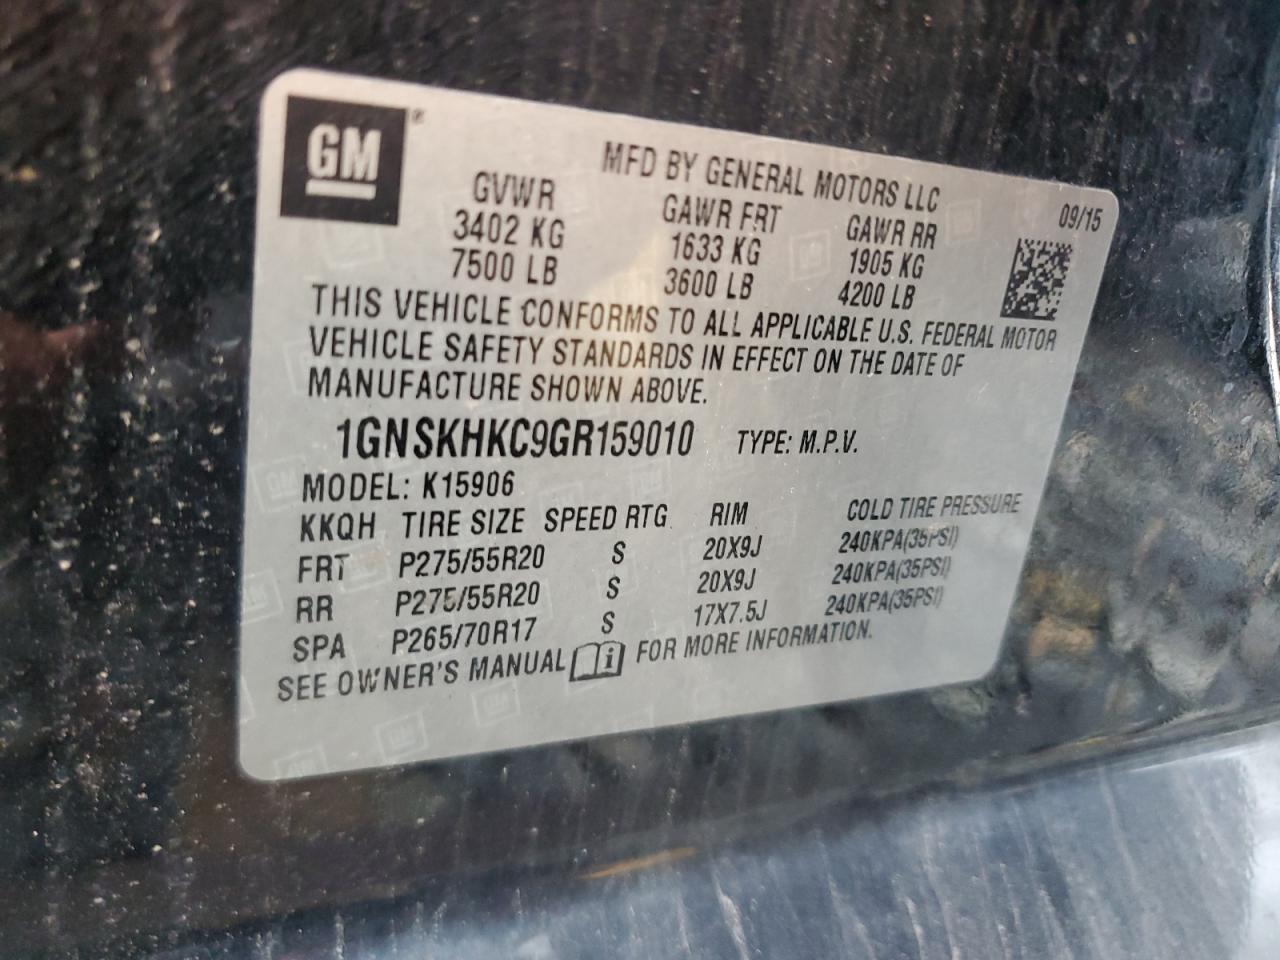 GM®
MFD BY GENERAL MOTORS LLC
GVWR GAWR FRT GAWR RR 09/15
3402 KG 1633 KG 1905 KG
7500 LB 3600 LB 4200 LB
THIS VEHICLE CONFORMS TO ALL APPLICABLE U.S. FEDERAL MOTOR
VEHICLE SAFETY STANDARDS IN EFFECT ON THE DATE OF
MANUFACTURE SHOWN ABOVE.
1GNSKHKC9GR159010 TYPE: M.P.V.
MODEL: K15906
KKQH TIRE SIZE SPEED RTG RIM COLD TIRE PRESSURE
FRT P275/55R20 S 20X9J 240KPA(35PSI)
RR P275/55R20 S 20X9J 240KPA(35PSI)
SPA P265/70R17 S 17X7.5J 240KPA(35PSI)
SEE OWNER'S MANUAL i FOR MORE INFORMATION.